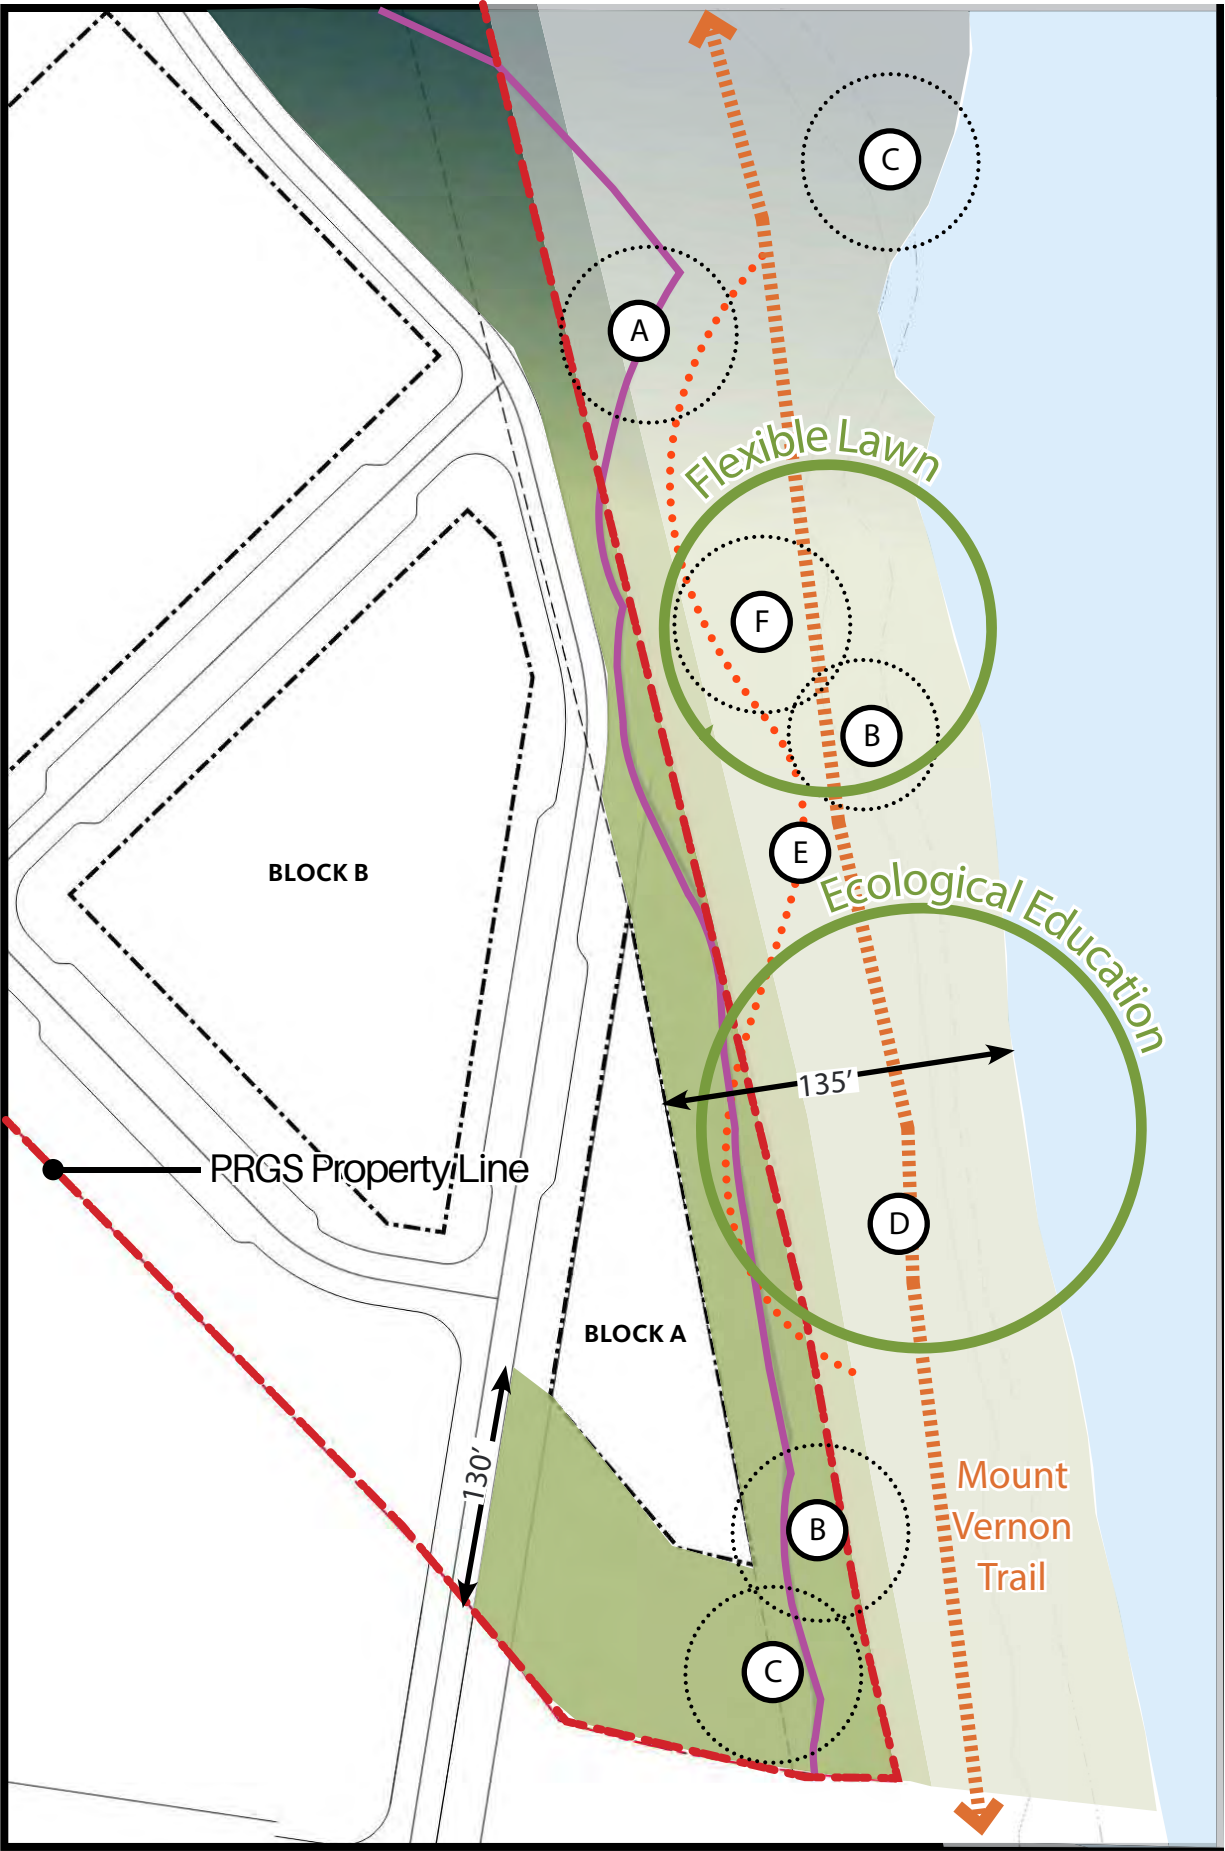 C
A
Flexible Lawn
F
B
E
BLOCK B
Ecological Education
135’
PRGS Property Line
D
BLOCK A
130’
Mount
Vernon
Trail
B
C